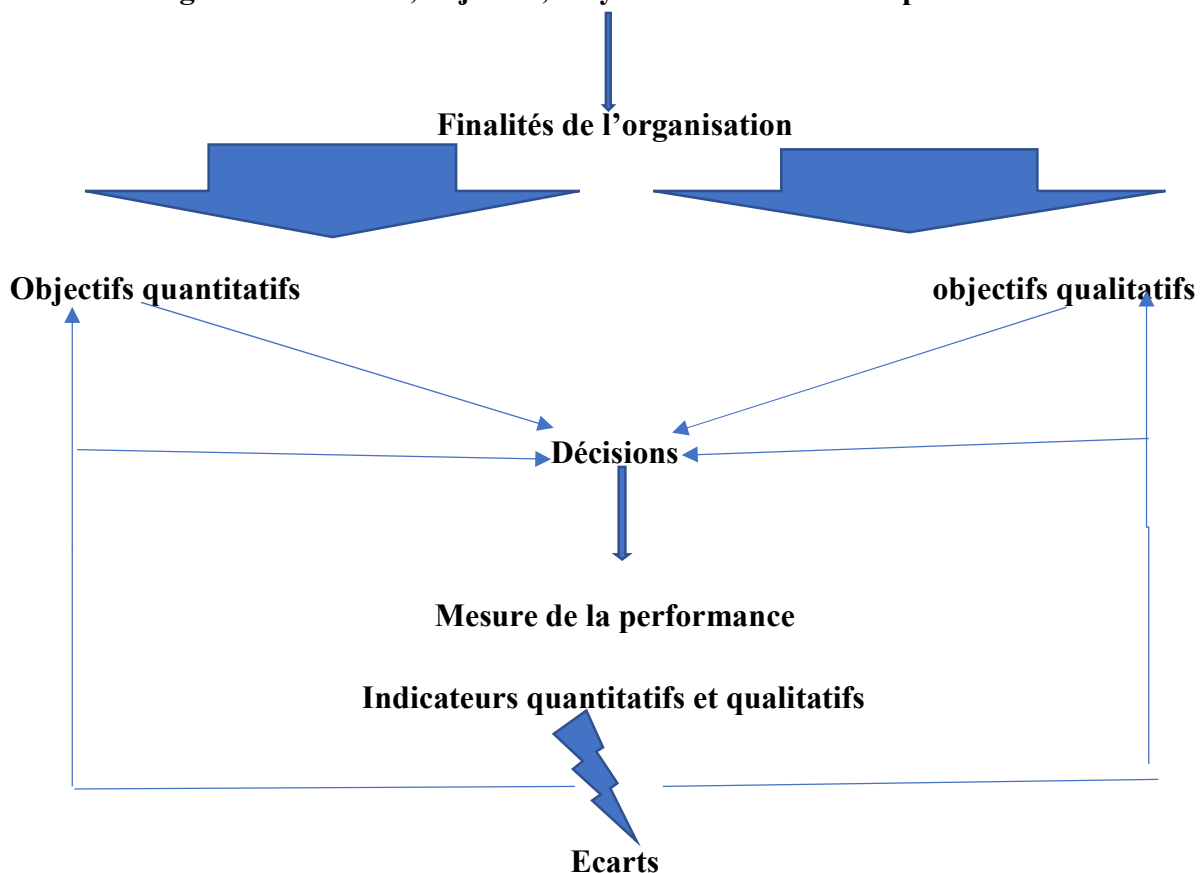 Finalités de l’organisation
Objectifs quantitatifs
objectifs qualitatifs
Décisions
Mesure de la performance
Indicateurs quantitatifs et qualitatifs
Ecarts